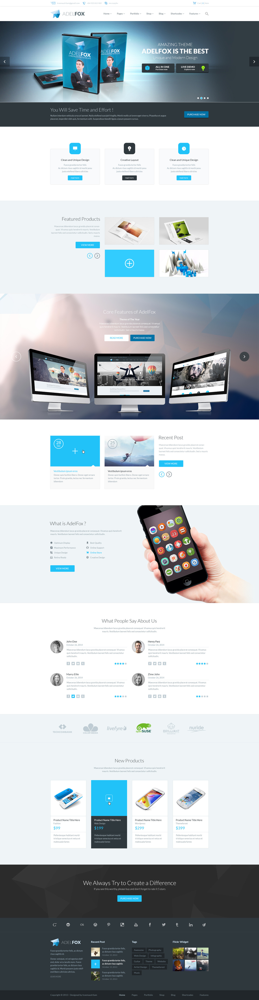 tranmautritam@gmail.com
Cart ( 0 ) item
ADELFOX
Home
Pages
Portfolio
Shop
Blog
Shortcodes
Features
ADELFOX
A PREMIUM PSD TEMPLATE
ADELFOX
A PREMIUM PSD TEMPLATE
AMAZING THEME
ADELFOX IS THE BEST
Unique and Modern Design
ALL IN ONE
Purchase now
LIVE DEMO
Explore now
You Will Save Time and Effort !
Nullam interdum vehicula urna ut laoreet. Nulla eleifend suscipit fringilla. Morbi mollis ut lorem eget viverra. Phasellus et augue
placerat, imperdiet nibh quis, fermentum velit. Suspendisse blandit ligula a ipsum posuere cursus.
PURCHASE NOW
Clean and Unique Design
Fusce gravida tortor felis
Ac dictum risus sagittis id morbi posu
justo eleifend libero ultricies
read more
Creative Layout
Fusce gravida tortor felis
Ac dictum risus sagittis id morbi posu
justo eleifend libero ultricies
read more
Clean and Unique Design
Fusce gravida tortor felis
Ac dictum risus sagittis id morbi posu
justo eleifend libero ultricies
read more
Featured Products
Maecenas bibendum lacus gravida placerat conse-
quat. Vivamus quis hendrerit mauris. Vestibulum
laoreet felis sed consectetur sollicitudin. Sed a mauris
massa.
VIEW MORE
Core Features of AdelFox
Theme of The Year
Maecenas bibendum lacus gravida placerat consequat. Vivamus
quis hendrerit mauris. Vestibulum laoreet felis sed consectetur
sollicitudin. Sed a mauris massa.
READ MORE
PURCHASE NOW
WE CREATIVE TO LET YOU USE
28
Oct
Vestibulum ipsum eros
Donec quis facilisis libero. Donec eget ornare
tortor. Proin gravida, lectus nec fermentum
bibendum
25
Oct
Vestibulum ipsum eros
Donec quis facilisis libero. Donec eget ornare
tortor. Proin gravida, lectus nec fermentum
bibendum
Recent Post
Maecenas bibendum lacus gravida placerat conse-
quat. Vivamus quis hendrerit mauris. Vestibulum
laoreet felis sed consectetur sollicitudin. Sed a mauris
massa.
VIEW MORE
What is AdelFox ?
Maecenas bibendum lacus gravida placerat consequat. Vivamus quis hendrerit
mauris. Vestibulum laoreet felis sed consectetur sollicitudin.
Optimum Display
Best Quality
Maximum Performance
Online Support
Unique Design
Online Store
Retina Ready
Creative Design
VIEW MORE
23
What People Say About Us
Maecenas bibendum lacus gravida placerat consequat. Vivamus quis hendrerit
mauris. Vestibulum laoreet felis sed consectetur sollicitudin.
John Doe
October 26, 2014
Maecenas bibendum lacus gravida placerat consequat. Vivamus
quis hendrerit mauris. Vestibulum laoreet felis sed consectetur
sollicitudin.
Henry Parz
October 26, 2014
Maecenas bibendum lacus gravida placerat consequat. Vivamus
quis hendrerit mauris. Vestibulum laoreet felis sed consectetur
sollicitudin.
Marry Ellie
October 26, 2014
Maecenas bibendum lacus gravida placerat consequat. Vivamus
quis hendrerit mauris. Vestibulum laoreet felis sed consectetur
sollicitudin.
Zime John
October 26, 2014
Maecenas bibendum lacus gravida placerat consequat. Vivamus
quis hendrerit mauris. Vestibulum laoreet felis sed consectetur
sollicitudin.
TECHCOMBANK
COLOR MEDIA
livefyre
openSUSE
BRILLIANT
nuride
New Products
Maecenas bibendum lacus gravida placerat consequat. Vivamus quis hendrerit
mauris. Vestibulum laoreet felis sed consectetur sollicitudin.
Product Name Title Here
Fashion
$99
Pellentesque habitant morbi
tristique senectus et netus et
malesuada fames
Product Name Title Here
Web Design
$199
Pellentesque habitant morbi
tristique senectus et netus et
malesuada fames
Product Name Title Here
Wordpress
$299
Pellentesque habitant morbi
tristique senectus et netus et
malesuada fames
Product Name Title Here
Themeforset
$399
Pellentesque habitant morbi
tristique senectus et netus et
malesuada fames
We Always Try to Create a Difference
If you see this worthy, please buy and don't forget to rate it 5 stars
PURCHASE NOW
ADELFOX
Fusce gravida tortor felis, ac dictum
risus sagittis id.
Donec volutpat, mi vel egestas eleif-
end, dolor arcu iaculis nunc. Fusce
gravida tortor felis, ac dictum risus
sagittis id. Morbi posuere justo eleif-
end libero ultricies ultrices.
LEAR MORE
Recent Post
Fusce gravida tortor felis,
ac dictum risus sagittis
October 15, 2013
Fusce gravida tortor felis,
ac dictum risus sagittis
October 15, 2013
Fusce gravida tortor felis,
ac dictum risus sagittis
October 15, 2013
Tags
Awesome
Photography
Web Design
Infographic
Guitar
Theme
Website
Artist Design
Themeforest
Music
Flickr Widget
Copyright © 2013 - Designed by tranmautritam
Home
Pages
Portfolio
Shop
Blog
Shortcodes
Features